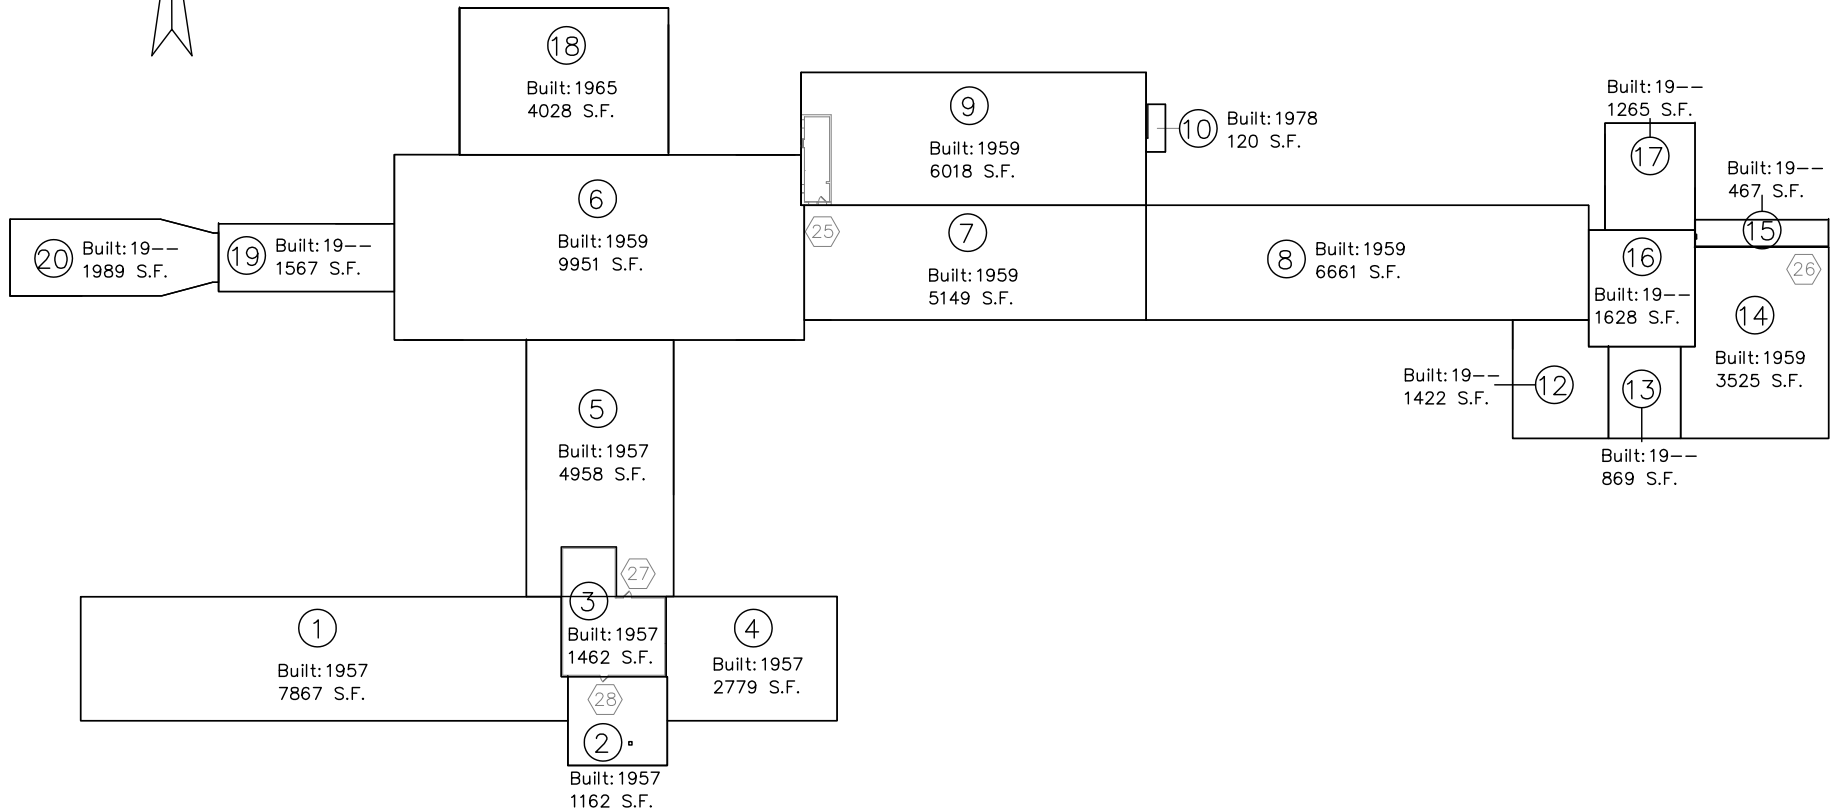 18
Built:1965
4028 S.F.
9
Built:1959
6018 S.F.
10
Built:1978
120 S.F.
Built:19--
1265 S.F.
17
Built:19--
467 S.F.
15
6
Built:1959
9951 S.F.
20
Built:19--
1989 S.F.
19
Built:19--
1567 S.F.
25
7
Built:1959
5149 S.F.
8
Built:1959
6661 S.F.
16
Built:19--
1628 S.F.
26
14
Built:1959
3525 S.F.
Built:19--
1422 S.F.
12
13
Built:19--
869 S.F.
5
Built:1957
4958 S.F.
27
3
Built:1957
1462 S.F.
1
Built:1957
7867 S.F.
4
Built:1957
2779 S.F.
28
2
Built:1957
1162 S.F.